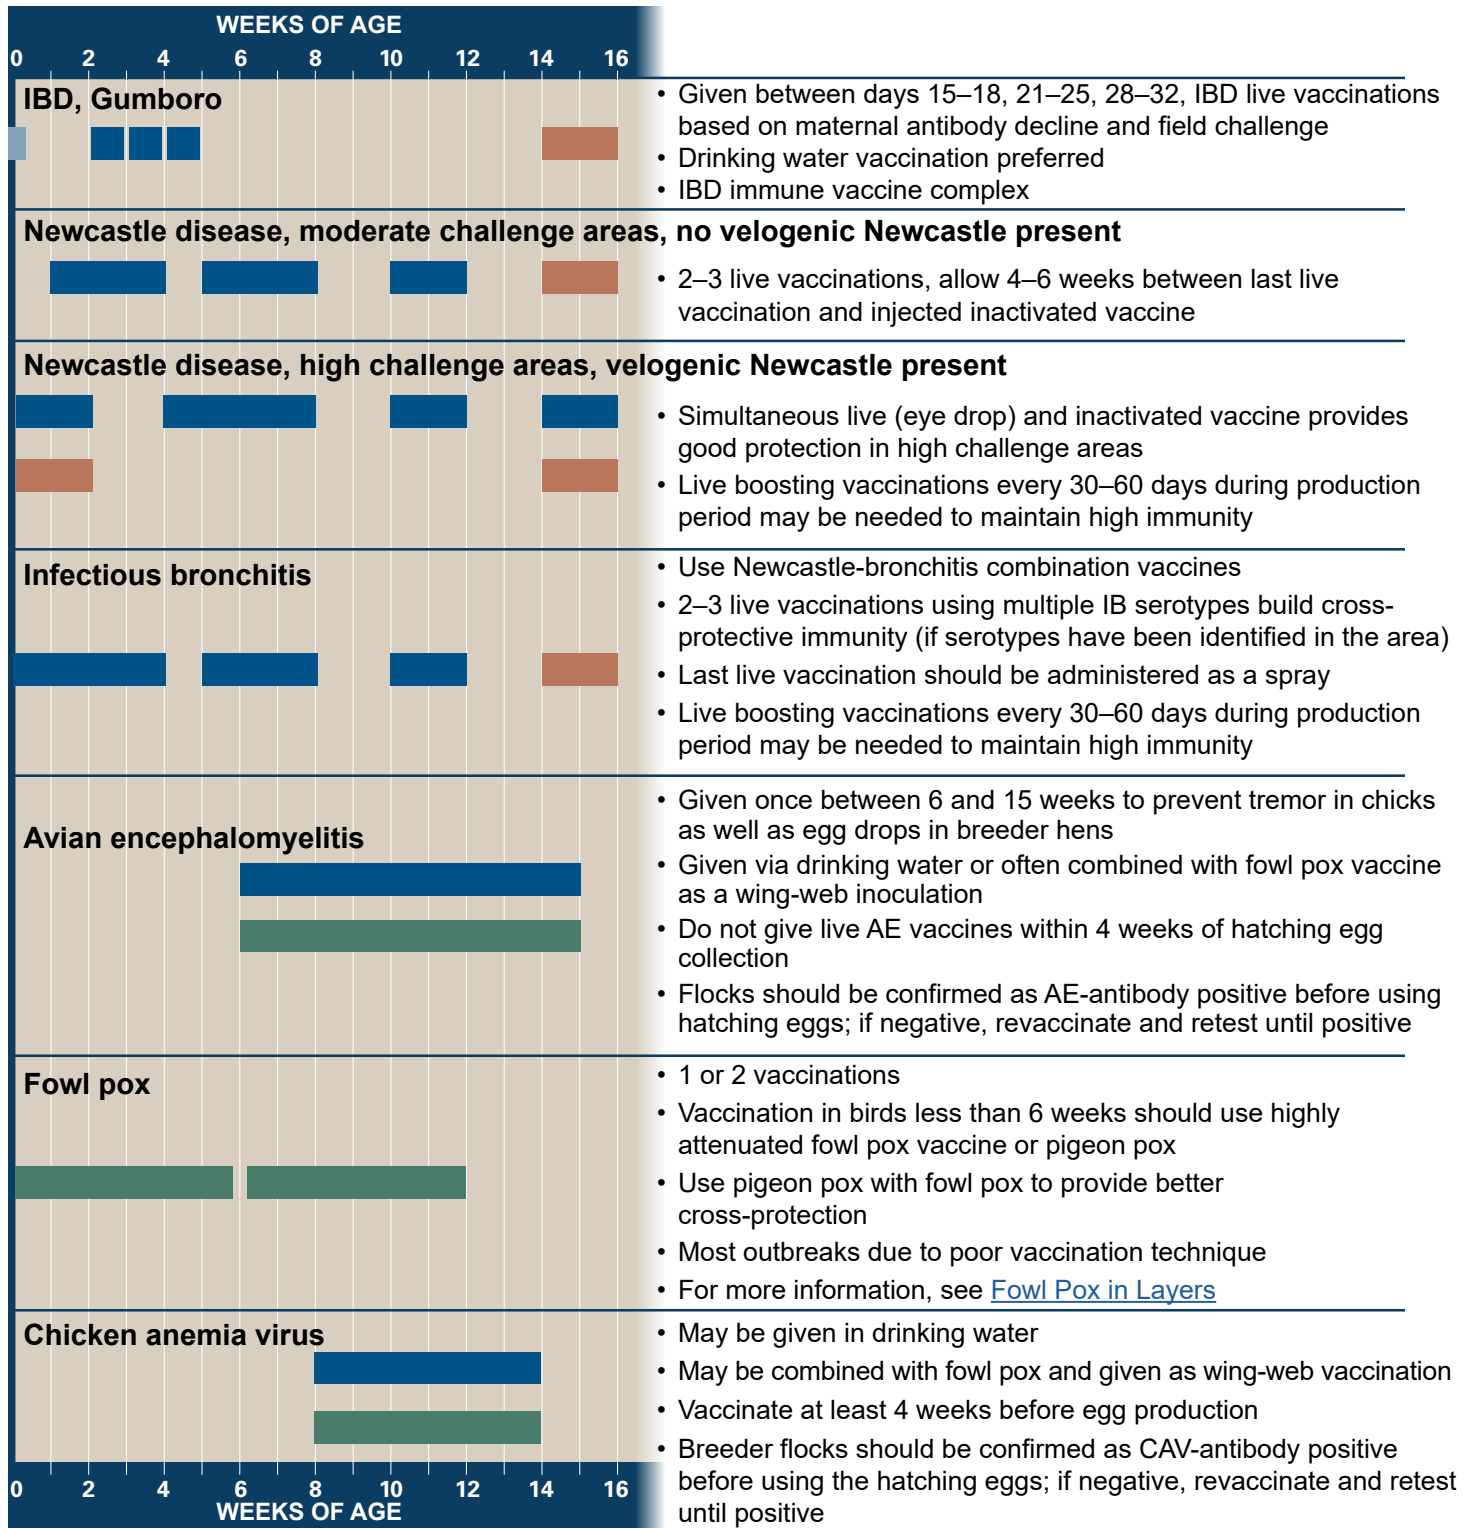 WEEKS OF AGE
0 2 4 6 8 10 12 14 16
IBD, Gumboro
• Given between days 15–18, 21–25, 28–32, IBD live vaccinations
based on maternal antibody decline and field challenge
• Drinking water vaccination preferred
• IBD immune vaccine complex
Newcastle disease, moderate challenge areas, no velogenic Newcastle present
• 2–3 live vaccinations, allow 4–6 weeks between last live
vaccination and injected inactivated vaccine
Newcastle disease, high challenge areas, velogenic Newcastle present
• Simultaneous live (eye drop) and inactivated vaccine provides
good protection in high challenge areas
• Live boosting vaccinations every 30–60 days during production
period may be needed to maintain high immunity
Infectious bronchitis
• Use Newcastle-bronchitis combination vaccines
• 2–3 live vaccinations using multiple IB serotypes build cross-
protective immunity (if serotypes have been identified in the area)
• Last live vaccination should be administered as a spray
• Live boosting vaccinations every 30–60 days during production
period may be needed to maintain high immunity
Avian encephalomyelitis
• Given once between 6 and 15 weeks to prevent tremor in chicks
as well as egg drops in breeder hens
• Given via drinking water or often combined with fowl pox vaccine
as a wing-web inoculation
• Do not give live AE vaccines within 4 weeks of hatching egg
collection
• Flocks should be confirmed as AE-antibody positive before using
hatching eggs; if negative, revaccinate and retest until positive
Fowl pox
• 1 or 2 vaccinations
• Vaccination in birds less than 6 weeks should use highly
attenuated fowl pox vaccine or pigeon pox
• Use pigeon pox with fowl pox to provide better
cross-protection
• Most outbreaks due to poor vaccination technique
• For more information, see Fowl Pox in Layers
Chicken anemia virus
• May be given in drinking water
• May be combined with fowl pox and given as wing-web vaccination
• Vaccinate at least 4 weeks before egg production
• Breeder flocks should be confirmed as CAV-antibody positive
before using the hatching eggs; if negative, revaccinate and retest
until positive
0 2 4 6 8 10 12 14 16
WEEKS OF AGE